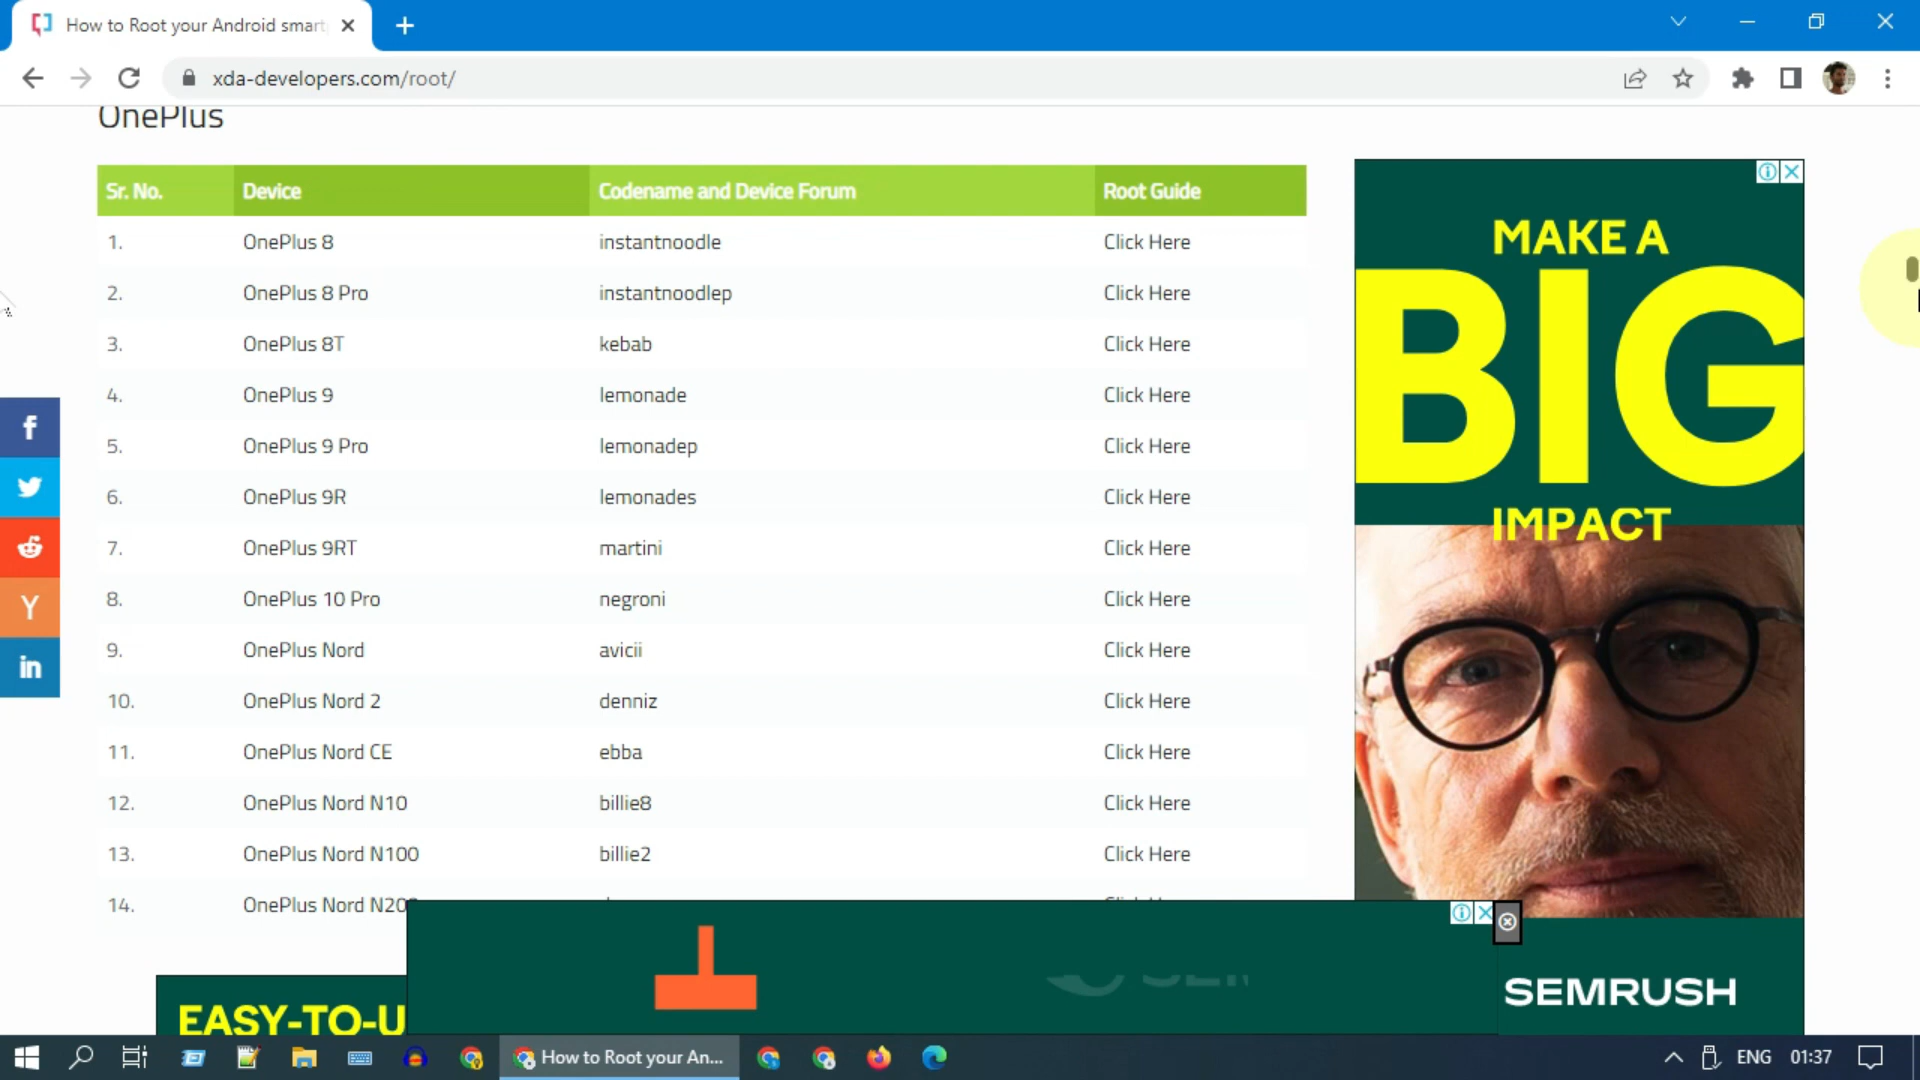 How to Root your Android smart
xda-developers.com/root/
OnePlus
Sr. No. Device Codename and Device Forum Root Guide
1. OnePlus 8 instantnoodle Click Here
2. OnePlus 8 Pro instantnoodlep Click Here
3. OnePlus 8T kebab Click Here
4. OnePlus 9 lemonade Click Here
5. OnePlus 9 Pro lemonadep Click Here
6. OnePlus 9R lemonades Click Here
7. OnePlus 9RT martini Click Here
8. OnePlus 10 Pro negroni Click Here
9. OnePlus Nord avicii Click Here
10. OnePlus Nord 2 denniz Click Here
11. OnePlus Nord CE ebba Click Here
12. OnePlus Nord N10 billie8 Click Here
13. OnePlus Nord N100 billie2 Click Here
14. OnePlus Nord N20
MAKE A
BIG
IMPACT
SEMRUSH
EASY-TO-U
How to Root your An...
ENG 01:37